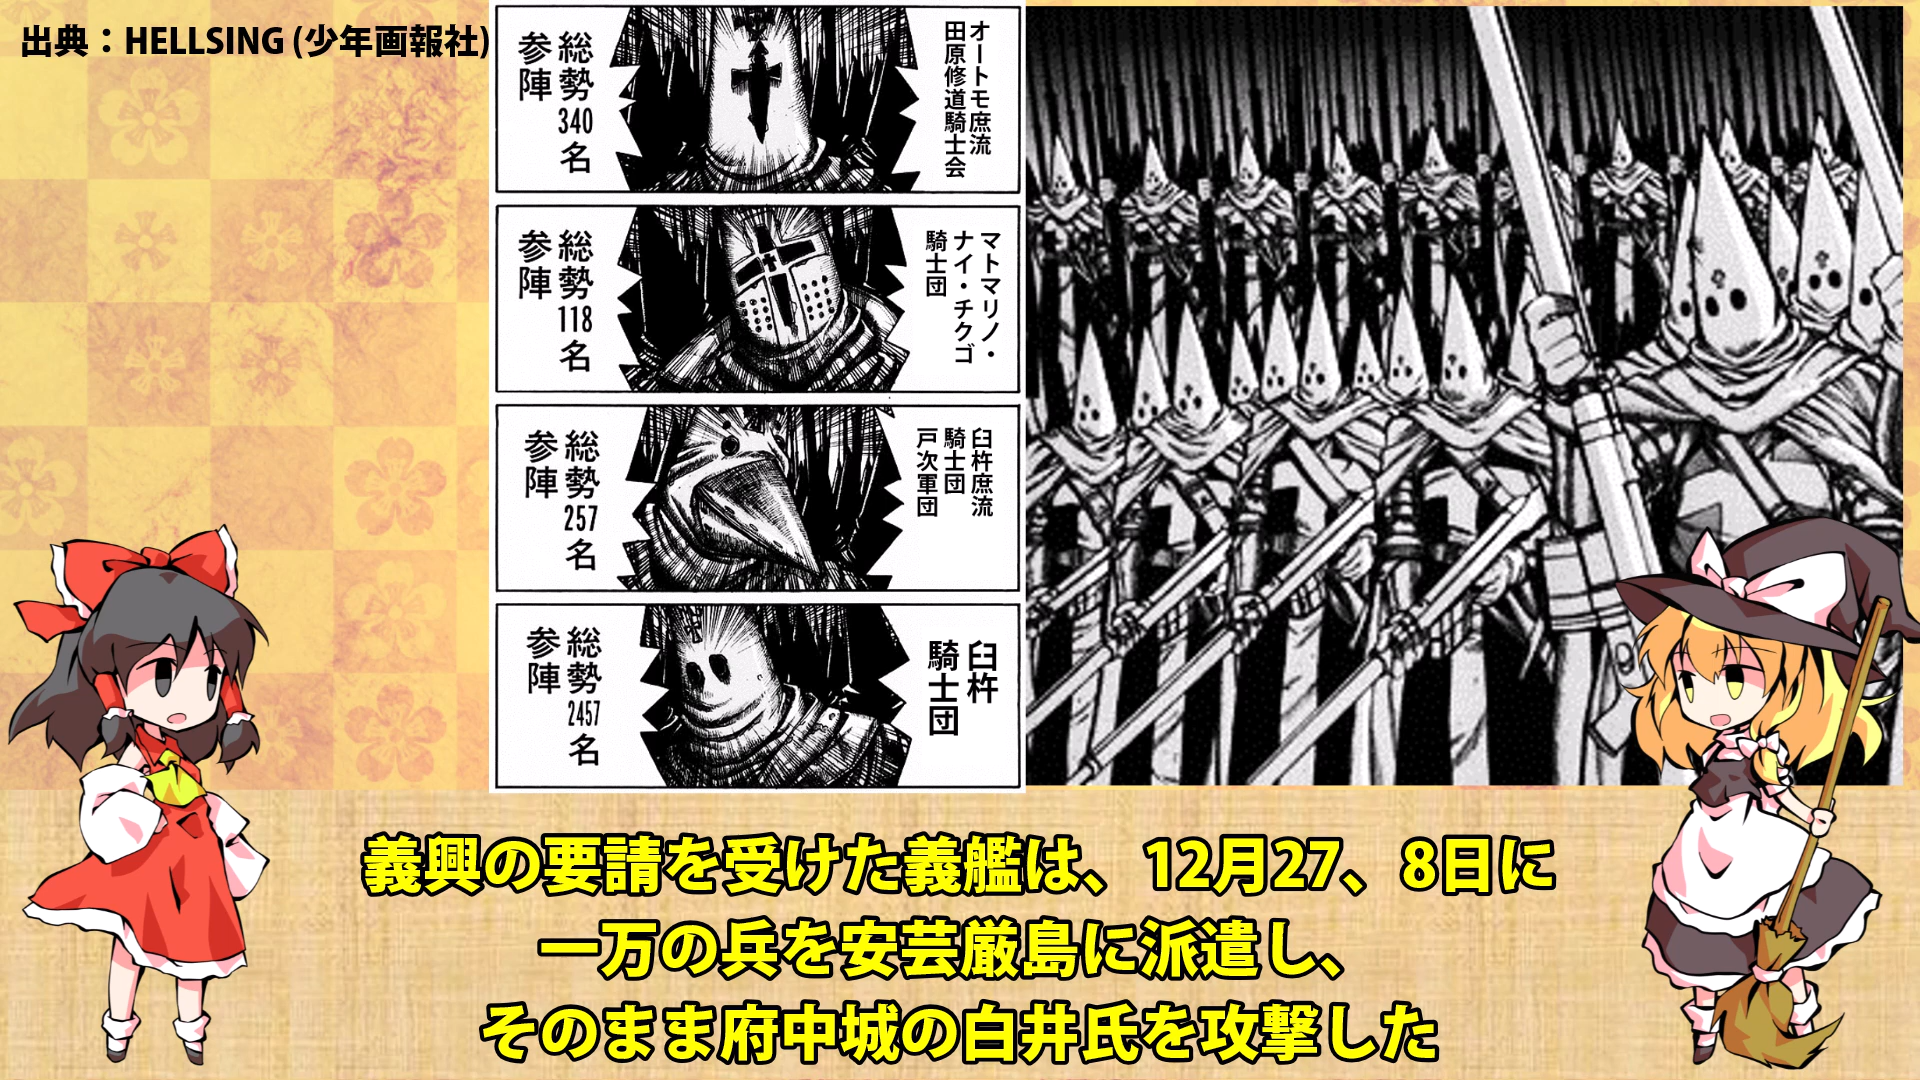 出典：HELLSING (少年画報社)
オートモ庶流
田原修道騎士会
総勢340名
参陣
マトマリノ・
ナイ・チクゴ
騎士団
総勢118名
参陣
臼杵庶流
騎士団
戸次軍団
総勢257名
参陣
臼杵
騎士団
総勢2457名
参陣
義興の要請を受けた義鑑は、12月27、8日に
一万の兵を安芸厳島に派遣し、
そのまま府中城の白井氏を攻撃した